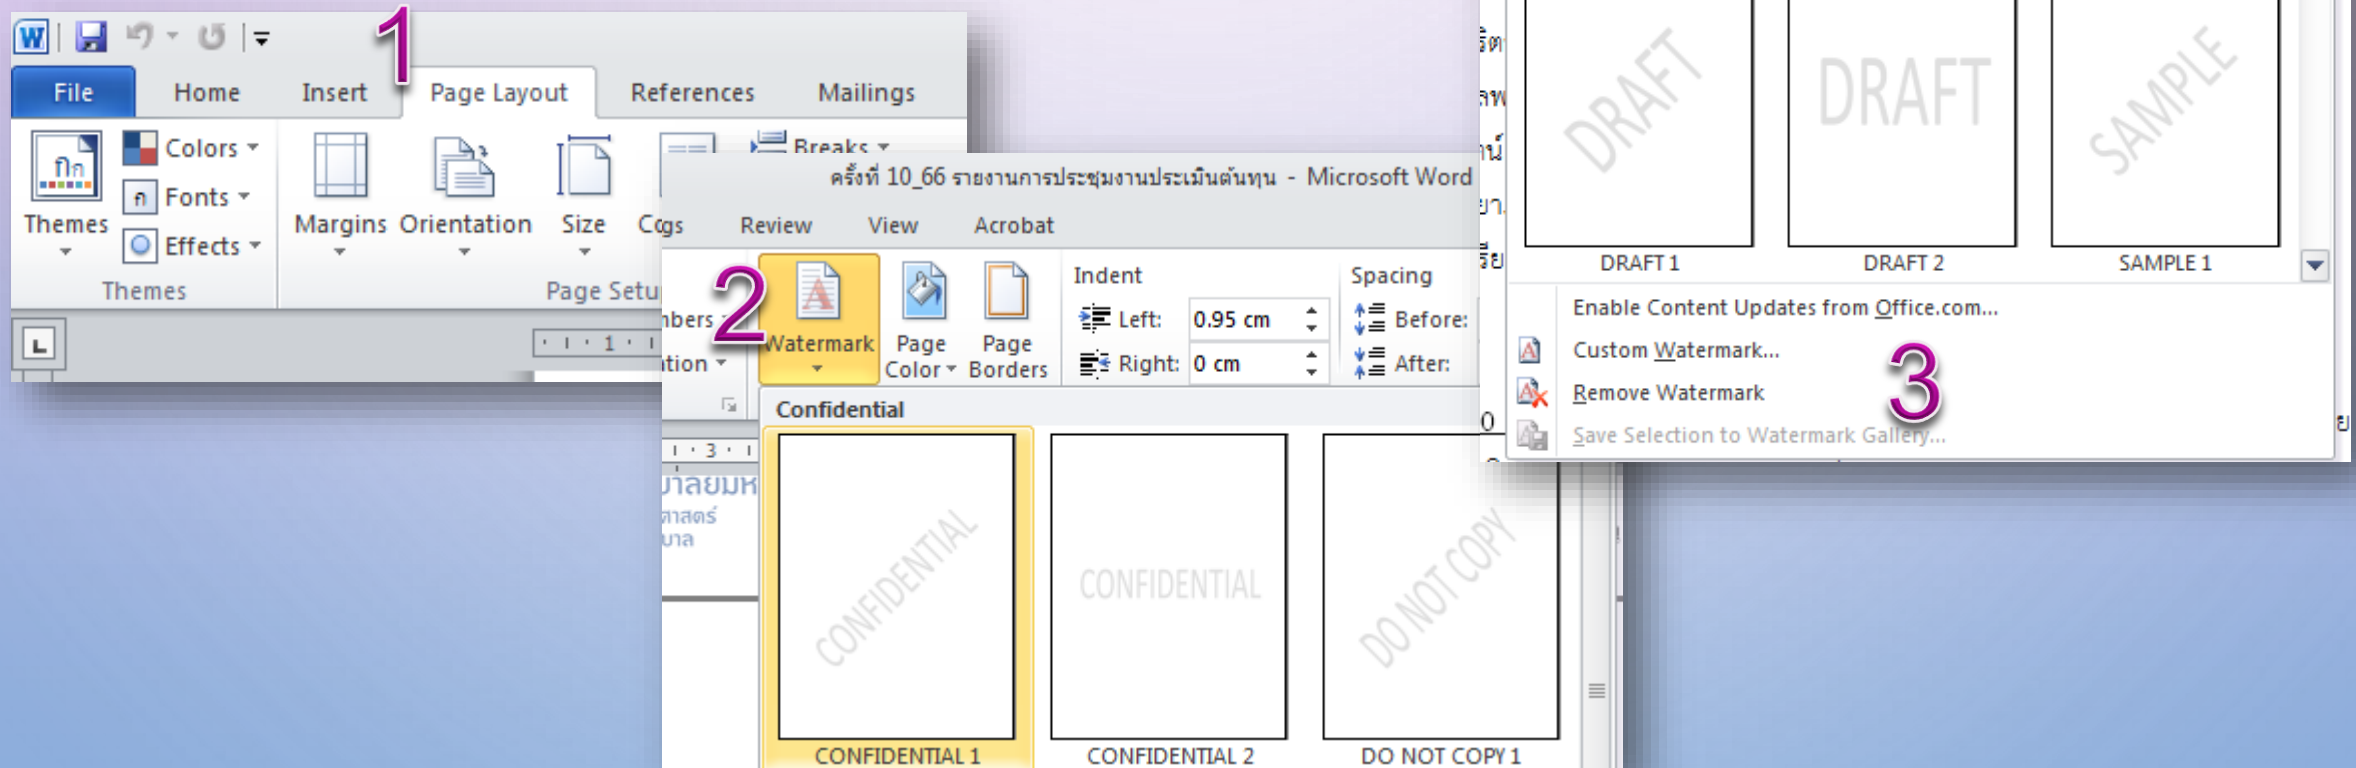 1
File Home Insert Page Layout References Mailings
Colors
Fonts
Effects
Themes
Margins Orientation Size
Breaks
Themes
Page Setu
1
ครั้งที่ 10_66 รายงานการประชุมงานประเมินต้นทุน - Microsoft Word
Review View Acrobat
2
Watermark
Page Color
Page Borders
Indent
Left: 0.95 cm
Right: 0 cm
Spacing
Before:
After:
Confidential
3
CONFIDENTIAL
CONFIDENTIAL
DO NOT COPY
CONFIDENTIAL 1
CONFIDENTIAL 2
DO NOT COPY 1
DRAFT
DRAFT
SAMPLE
DRAFT 1
DRAFT 2
SAMPLE 1
Enable Content Updates from Office.com...
Custom Watermark...
Remove Watermark
3
Save Selection to Watermark Gallery...